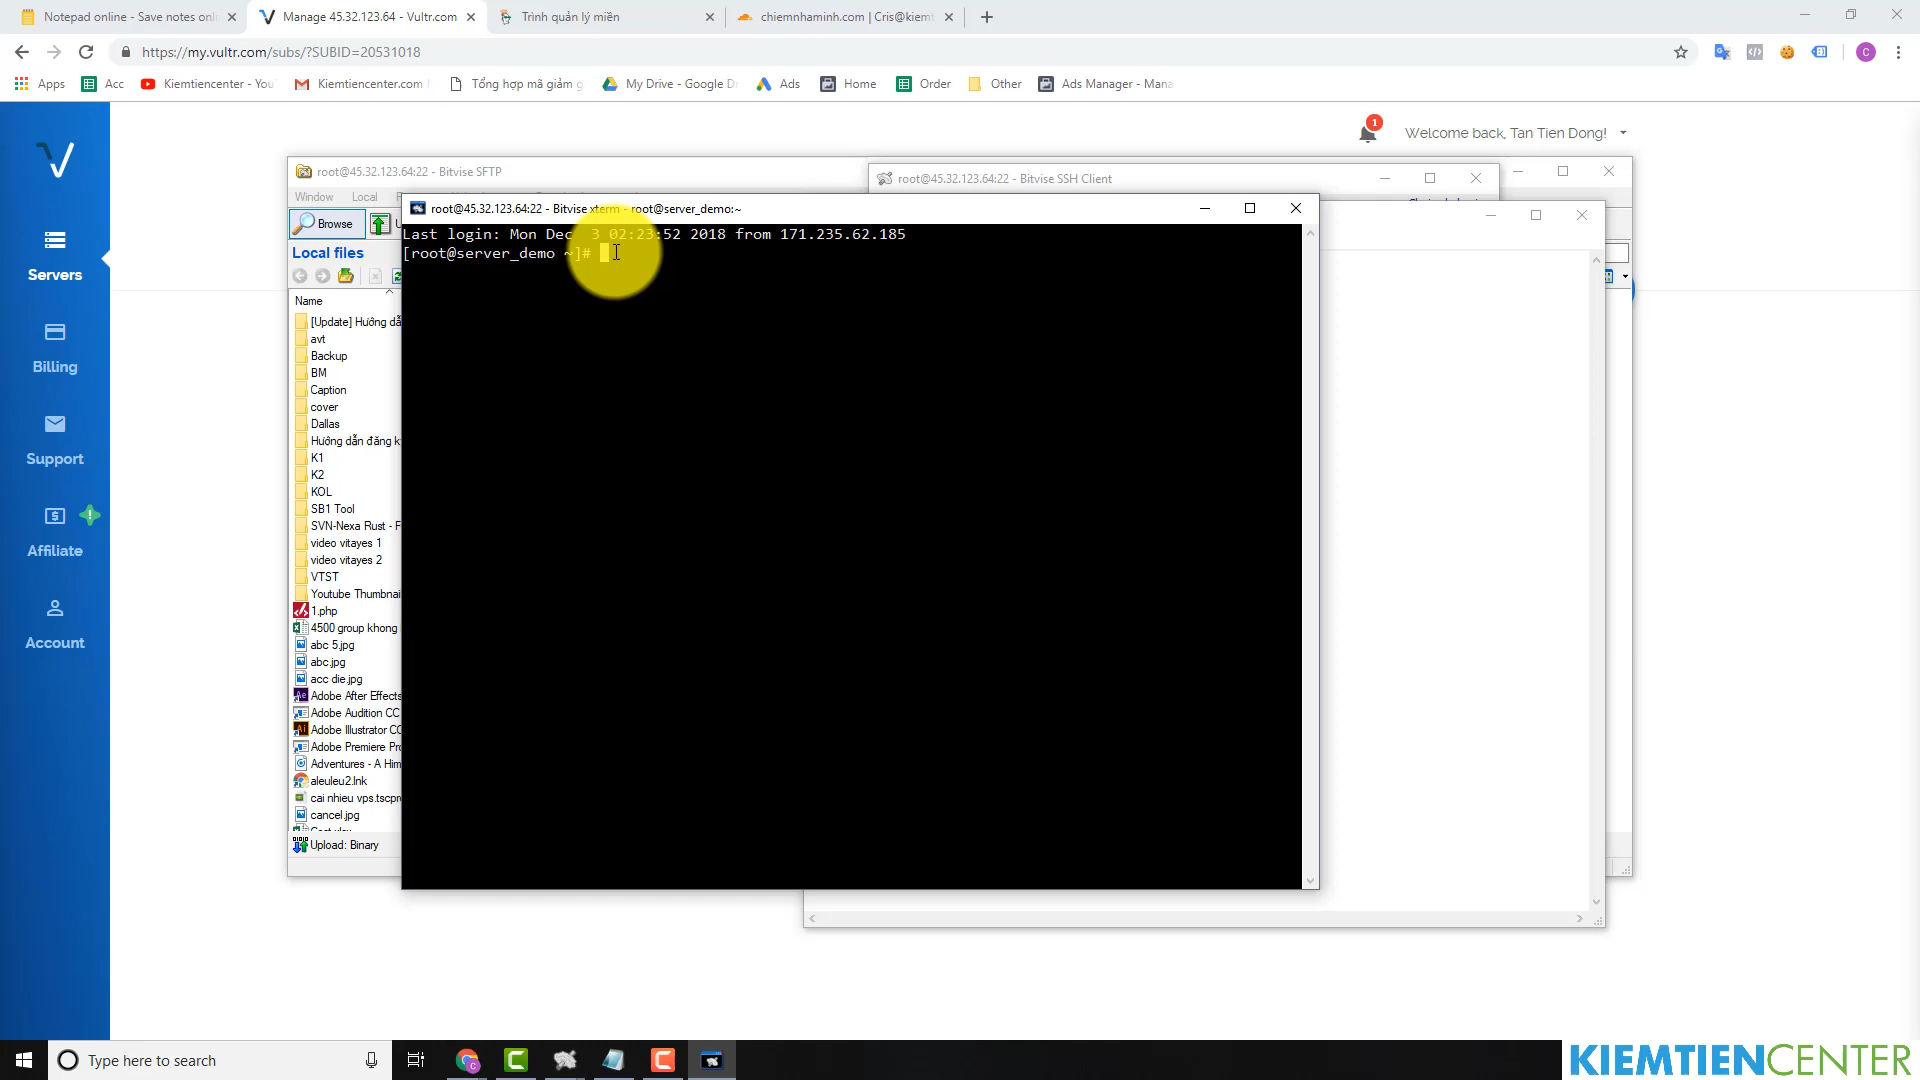 Notepad online - Save notes onl
Manage 45.32.123.64 - Vultr.com
Trình quản lý miền
chiemnhaminh.com | Cris@kiemt
https://my.vultr.com/subs/?SUBID=20531018
C
Apps
Acc
Kiemtiencenter - You
Kiemtiencenter.com
Tổng hợp mã giảm g
My Drive - Google D
Ads
Home
Order
Other
Ads Manager - Mana
1
Welcome back, Tan Tien Dong!
Servers
Billing
Support
Affiliate
Account
root@45.32.123.64:22 - Bitvise SFTP
root@45.32.123.64:22 - Bitvise SSH Client
Window
Local
Browse
Local files
Name
[Update] Hướng dẫ
avt
Backup
BM
Caption
cover
Dallas
Hướng dẫn đăng k
K1
K2
KOL
SB1 Tool
SVN-Nexa Rust - F
video vitayes 1
video vitayes 2
VTST
Youtube Thumbnai
1.php
4500 group khong
abc 5.jpg
abc.jpg
acc die.jpg
Adobe After Effects
Adobe Audition CC
Adobe Illustrator CC
Adobe Premiere Pro
Adventures - A Him
aleuleu2.lnk
cai nhieu vps.tscpro
cancel.jpg
Upload: Binary
root@45.32.123.64:22 - Bitvise xterm - root@server_demo:~
Last login: Mon Dec  3 02:23:52 2018 from 171.235.62.185
[root@server_demo ~]#
Type here to search
KIEMTIENCENTER